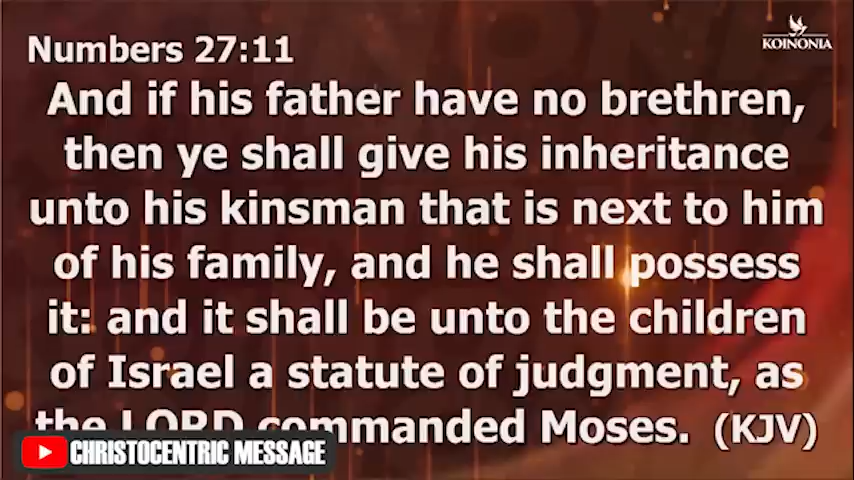 Numbers 27:11
KOINONIA
And if his father have no brethren,
then ye shall give his inheritance
unto his kinsman that is next to him
of his family, and he shall possess
it: and it shall be unto the children
of Israel a statute of judgment, as
the LORD commanded Moses. (KJV)
CHRISTOCENTRIC MESSAGE